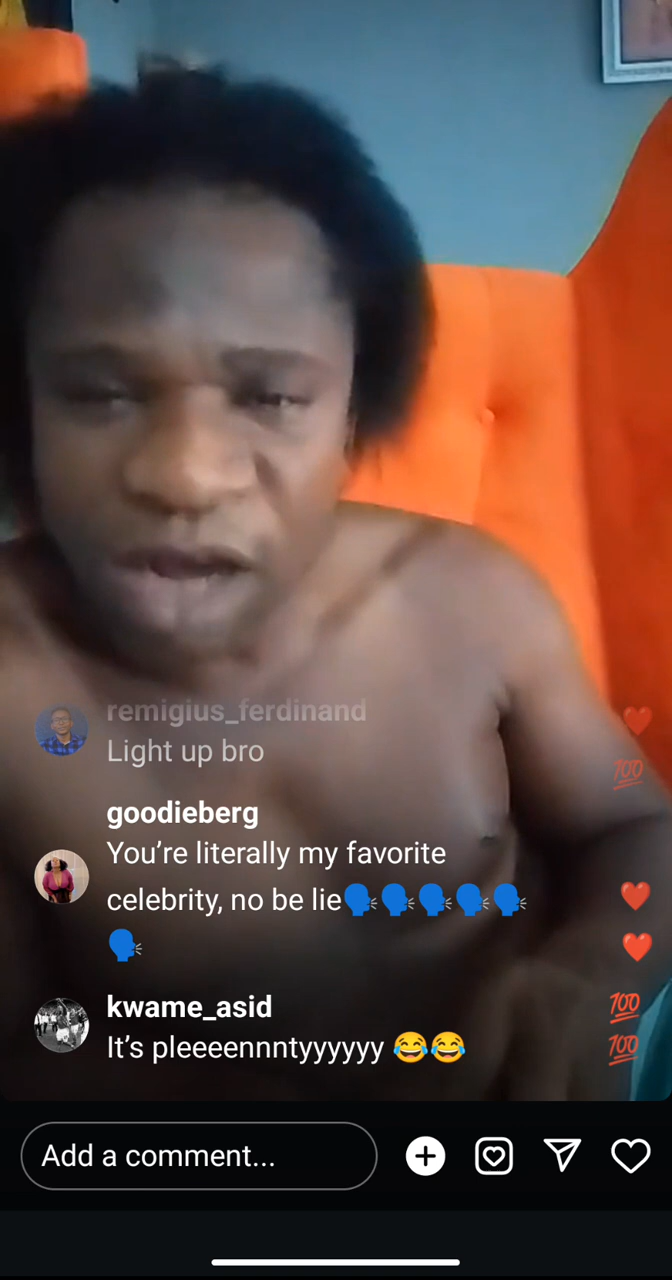 remigius_ferdinand
Light up bro
goodieberg
You’re literally my favorite
celebrity, no be lie🗣️🗣️🗣️🗣️🗣️
🗣️
kwame_asid
It’s pleeeennntyyyyyy 😂😂
💯
💯
💯
Add a comment...